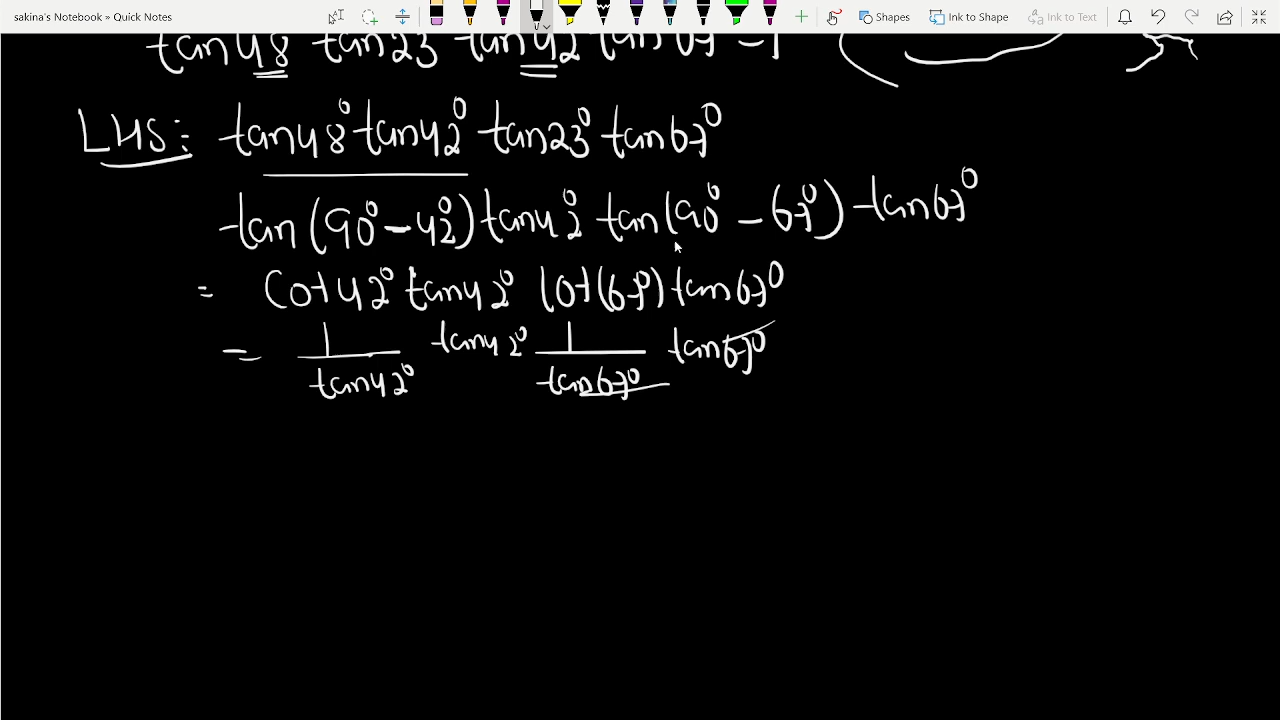 sakina's Notebook » Quick Notes
Shapes Ink to Shape Ink to Text
tan48 tan23 tan42 tan67 = 1
LHS: tan48° tan42° tan23° tan67°
tan(90°-42°) tan42° tan(90°-67°) tan67°
= Cot42° tan42° Cot(67°) tan67°
= 1/tan42° tan42° 1/tan67° tan67°